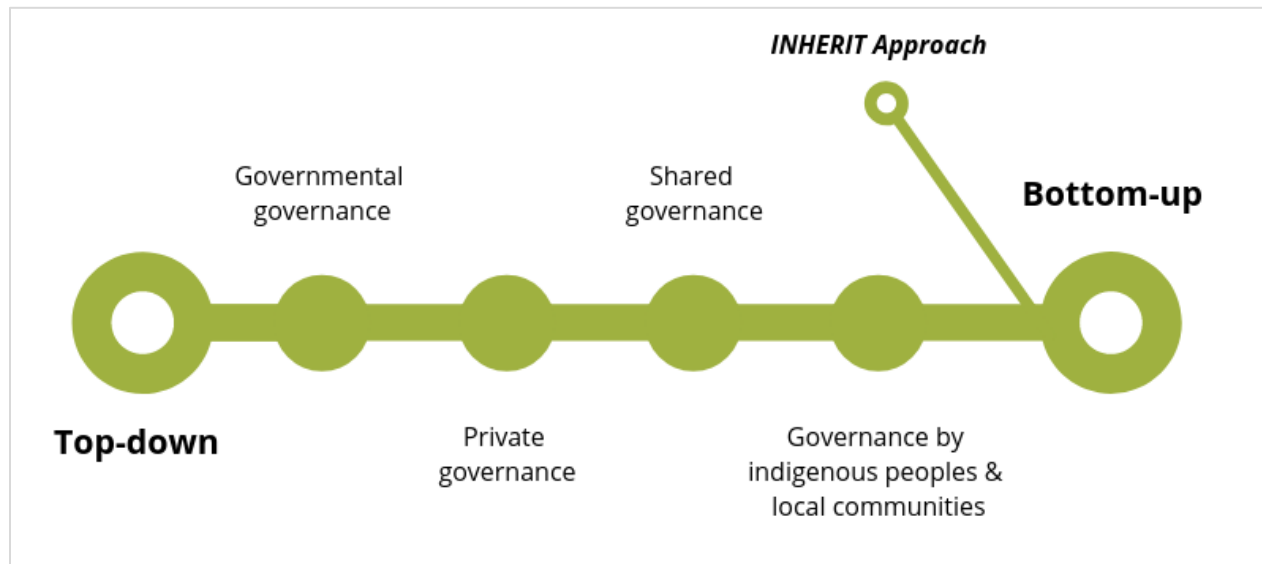 INHERIT Approach
Governmental
governance
Shared
governance
Bottom-up
Top-down
Private
governance
Governance by
indigenous peoples &
local communities